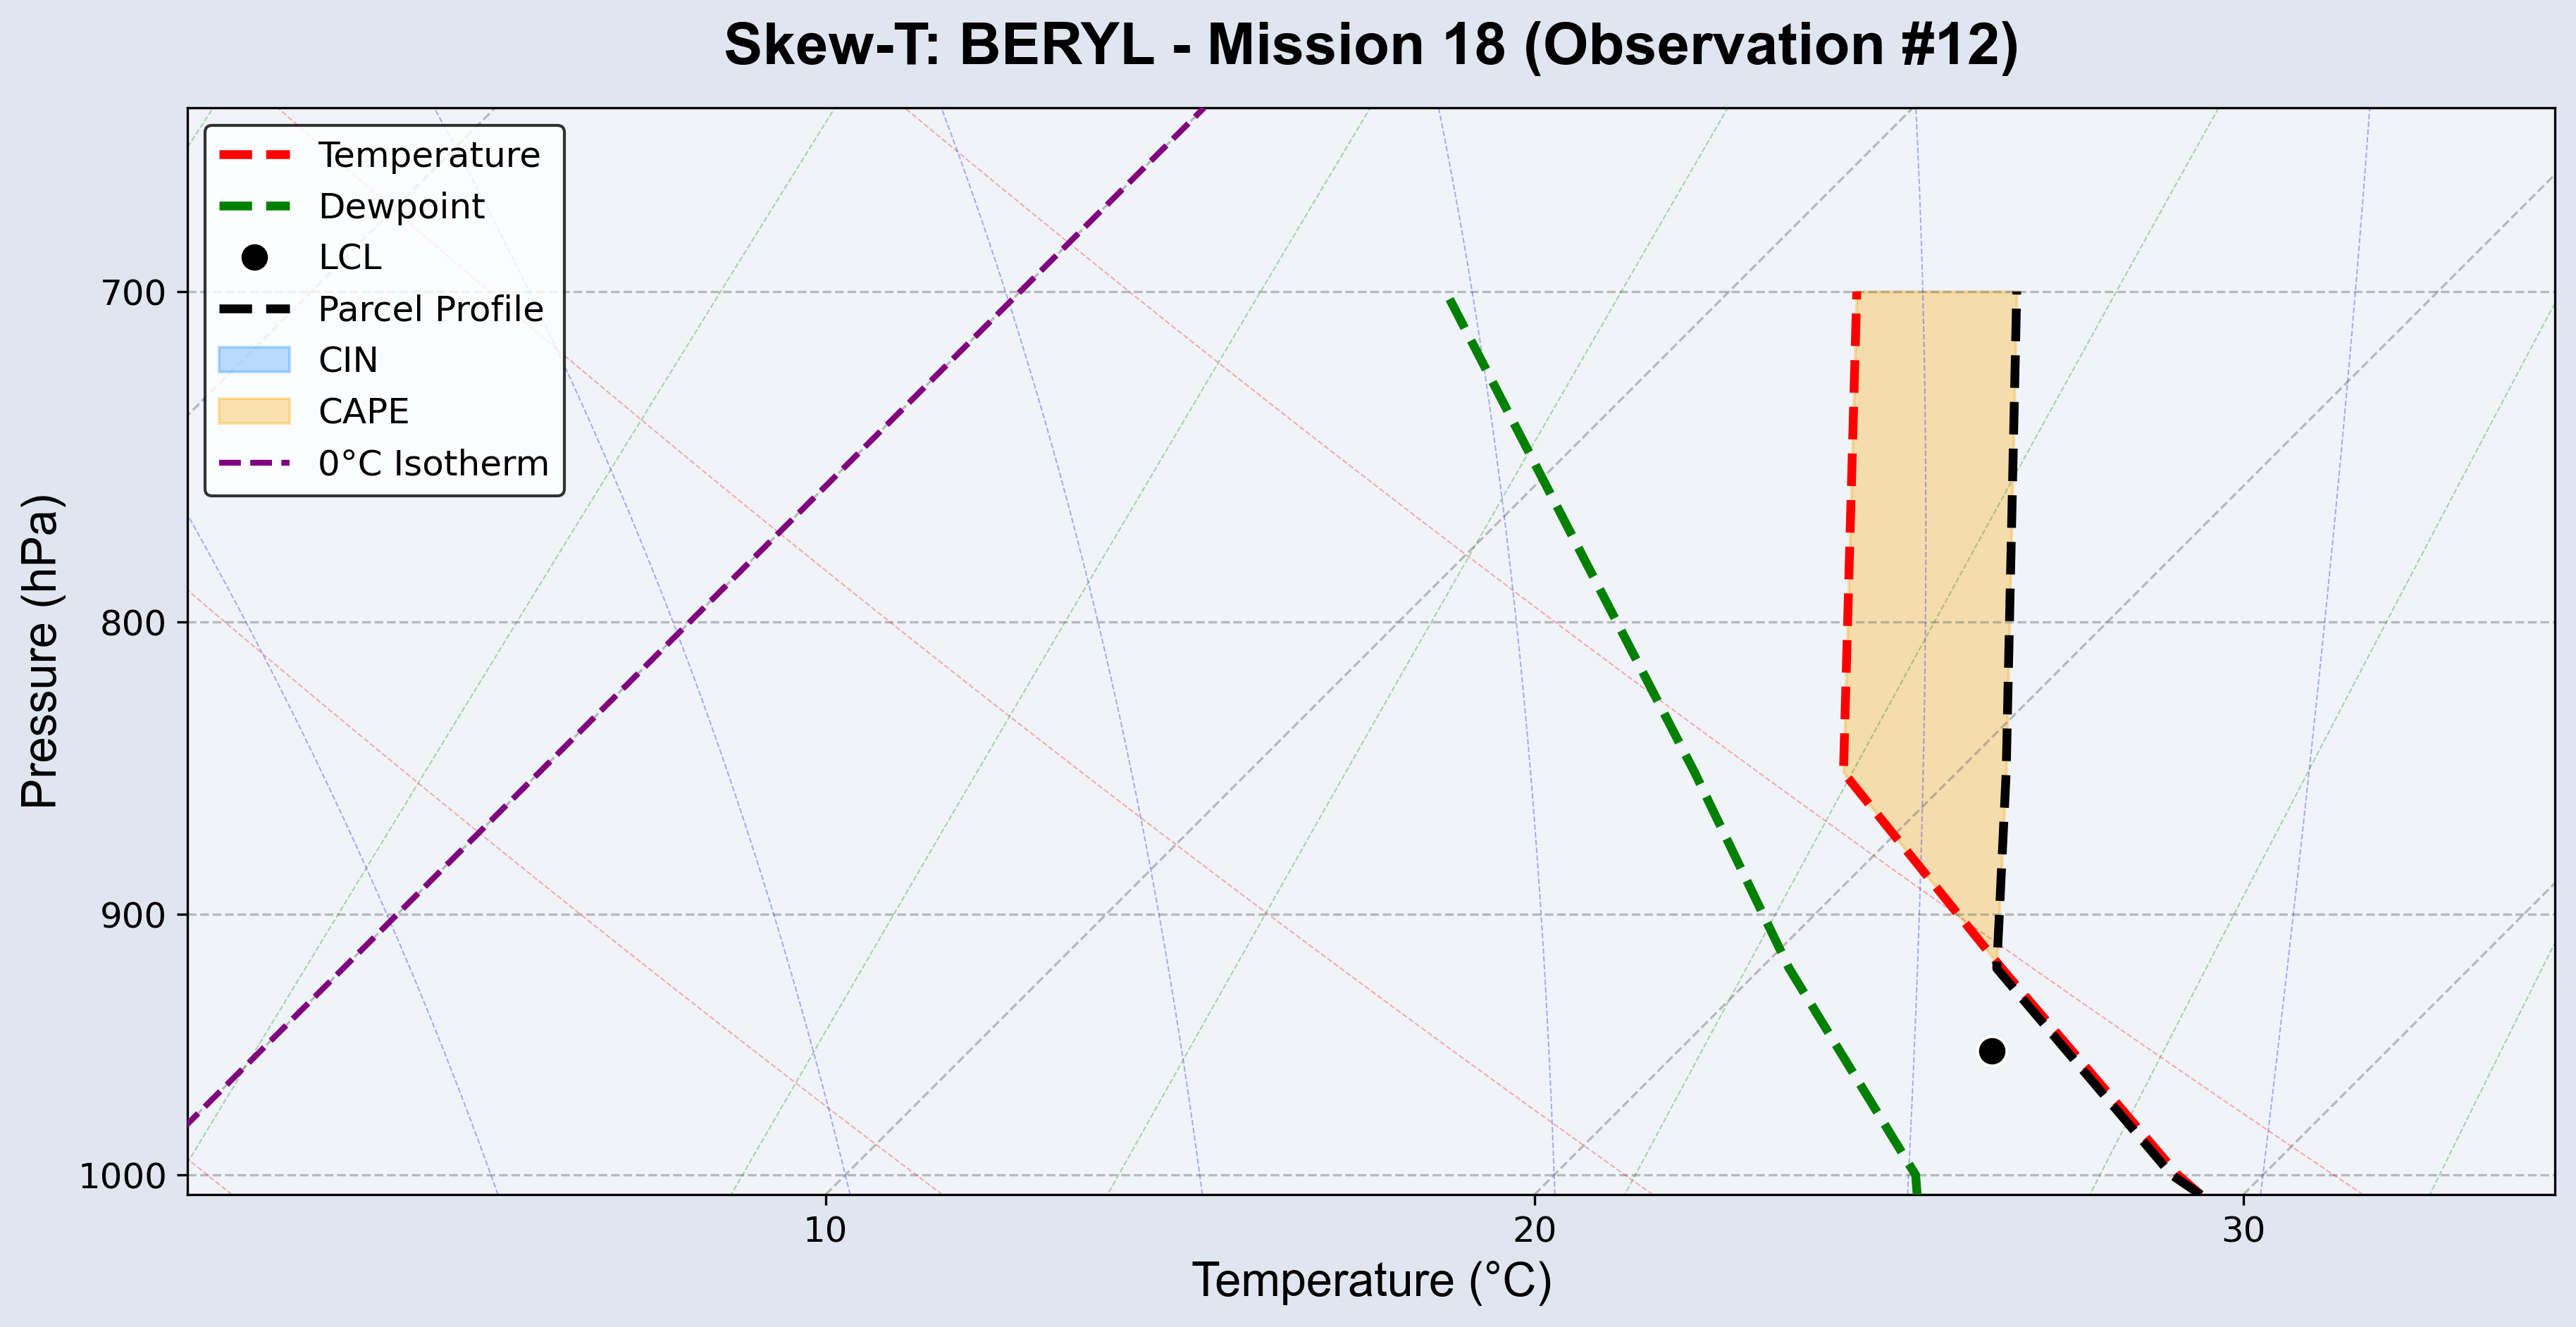 Skew-T: BERYL - Mission 18 (Observation #12)
Temperature
Dewpoint
LCL
Parcel Profile
CIN
CAPE
0°C Isotherm
Pressure (hPa)
700
800
900
1000
10
20
30
Temperature (°C)